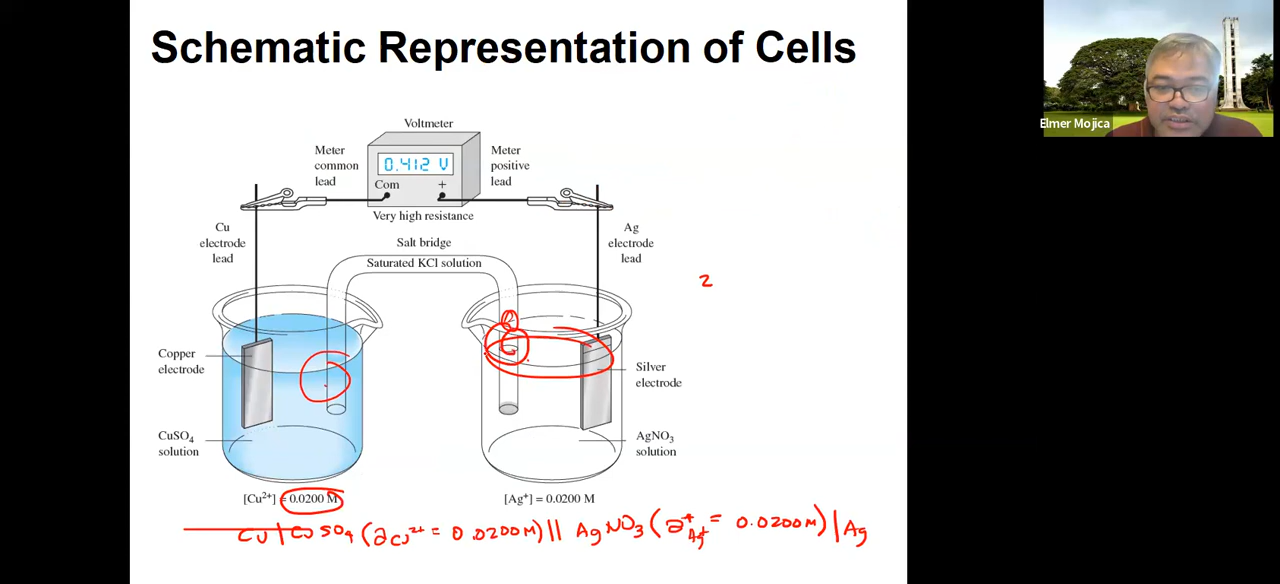 Schematic Representation of Cells
Elmer Mojica
Voltmeter
Meter
common
lead
0.412 V
Com +
Meter
positive
lead
Very high resistance
Cu
electrode
lead
Salt bridge
Saturated KCl solution
Ag
electrode
lead
2
Copper
electrode
Silver
electrode
CuSO₄
solution
AgNO₃
solution
[Cu²⁺] = 0.0200 M
[Ag⁺] = 0.0200 M
Cu | CuSO₄ (aCu²⁺ = 0.0200M) || AgNO₃ (a⁺Ag⁺ = 0.0200M) | Ag